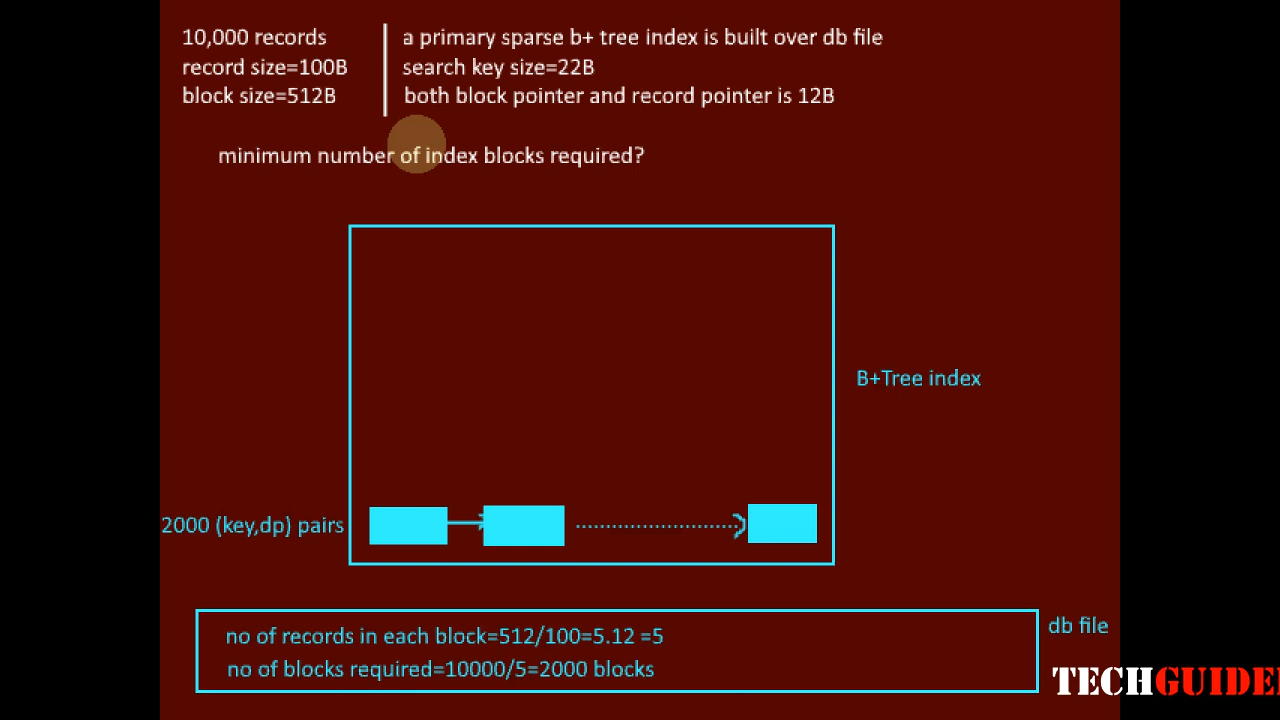 10,000 records
record size=100B
block size=512B
a primary sparse b+ tree index is built over db file
search key size=22B
both block pointer and record pointer is 12B
minimum number of index blocks required?
B+Tree index
2000 (key,dp) pairs
no of records in each block=512/100=5.12 =5
no of blocks required=10000/5=2000 blocks
db file
TECHGUIDE